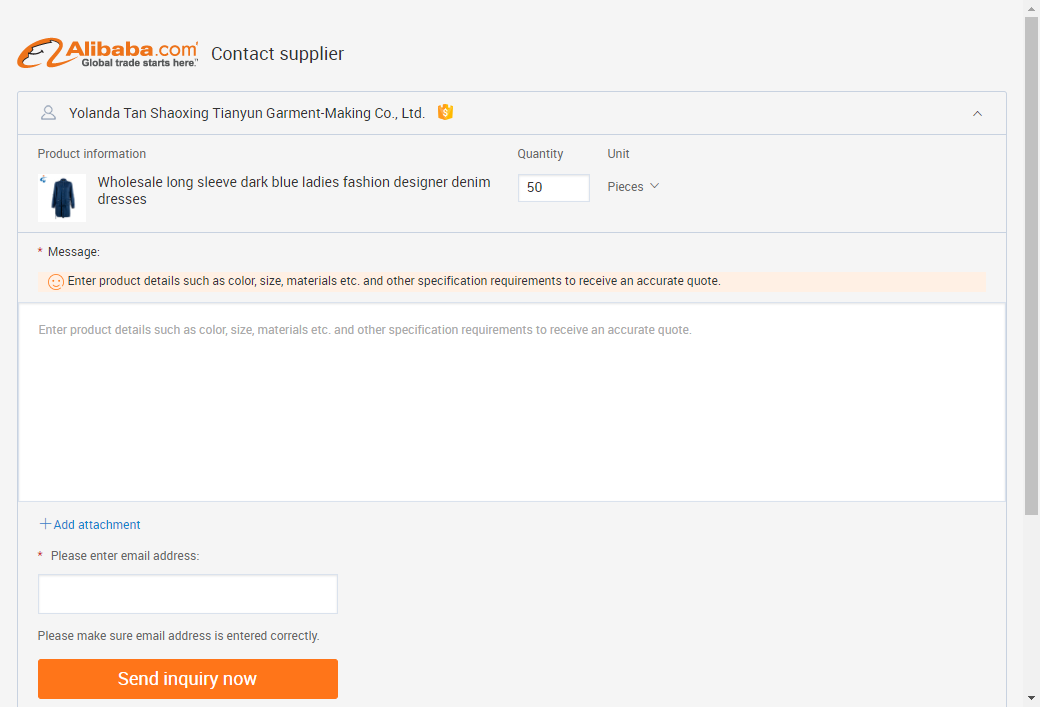 Alibaba.com
Global trade starts here.™
Contact supplier
Yolanda Tan Shaoxing Tianyun Garment-Making Co., Ltd.
Product information
Quantity
Unit
Wholesale long sleeve dark blue ladies fashion designer denim
dresses
50
Pieces
* Message:
Enter product details such as color, size, materials etc. and other specification requirements to receive an accurate quote.
Enter product details such as color, size, materials etc. and other specification requirements to receive an accurate quote.
Add attachment
* Please enter email address:
Please make sure email address is entered correctly.
Send inquiry now